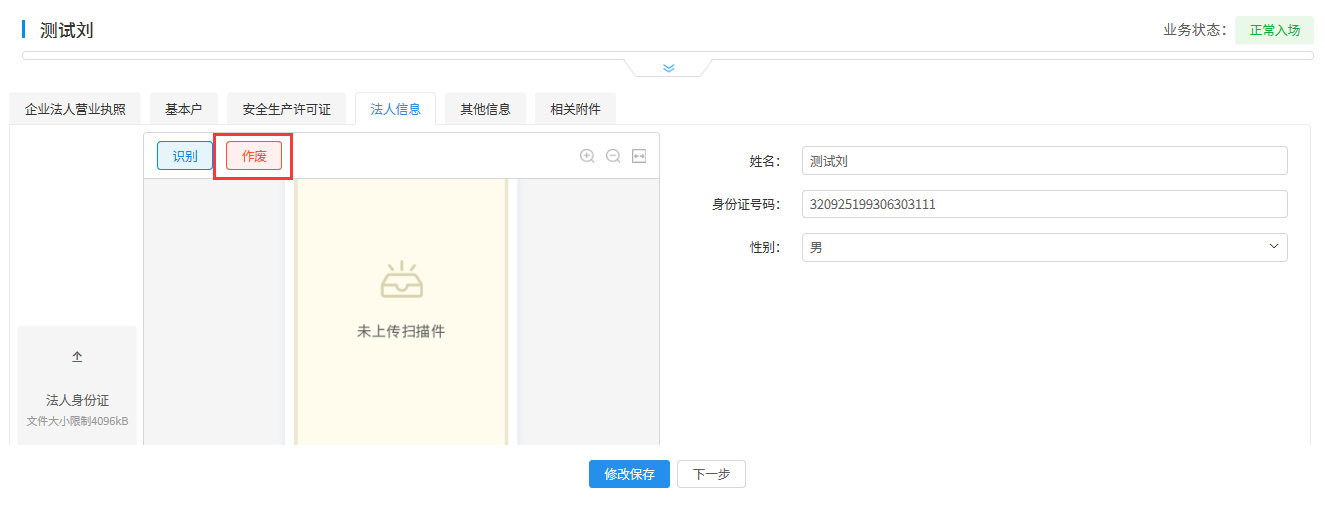 测试刘
业务状态： 正常入场
企业法人营业执照 基本户 安全生产许可证 法人信息 其他信息 相关附件
识别 作废
姓名： 测试刘
身份证号码： 320925199306303111
性别： 男
未上传扫描件
法人身份证
文件大小限制4096kB
修改保存 下一步